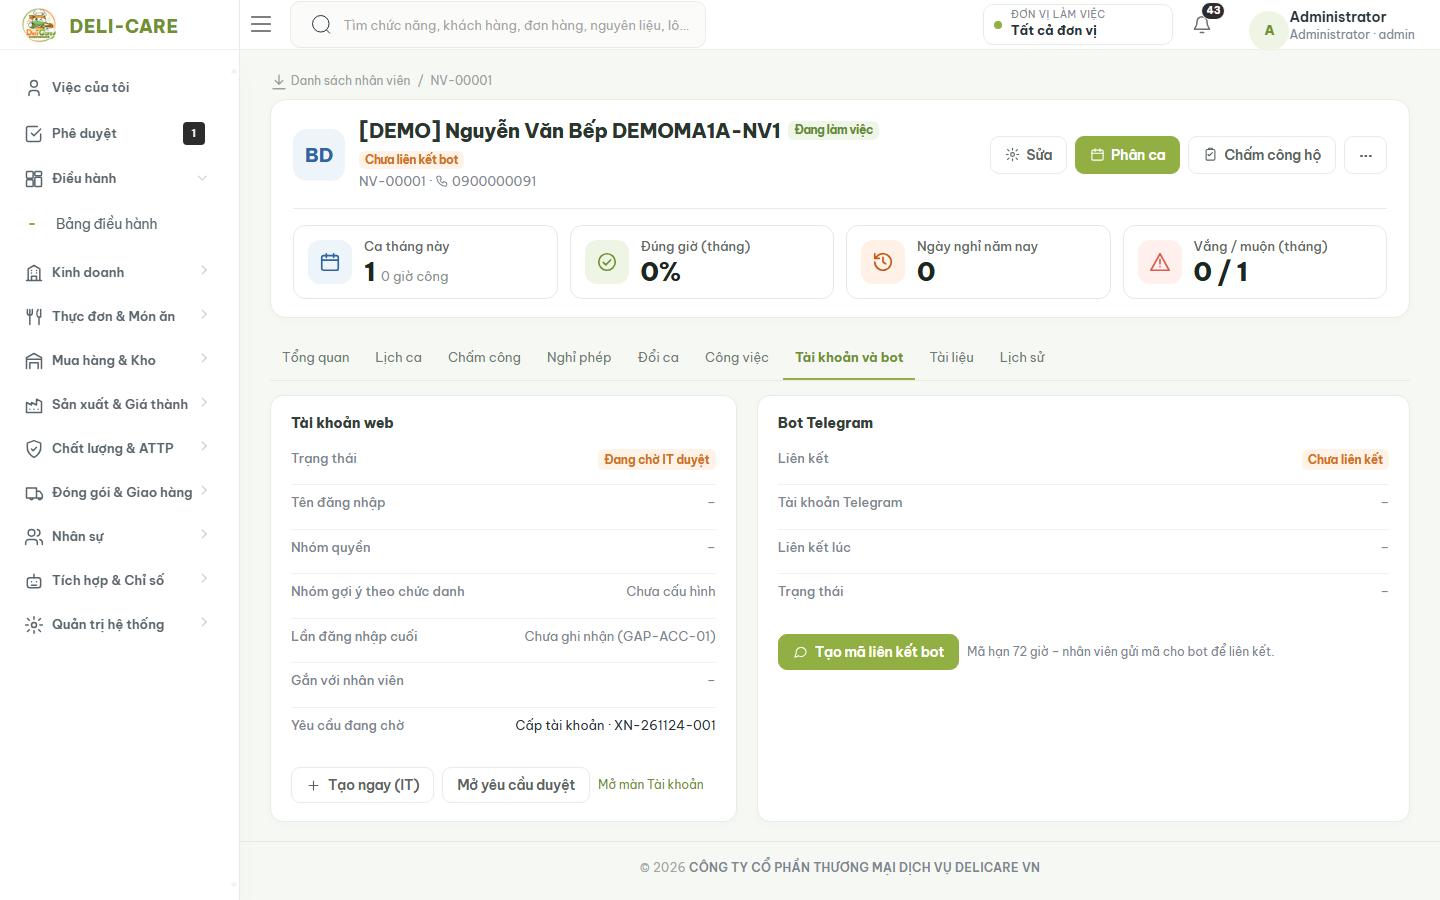 DELI-CARE
Tìm chức năng, khách hàng, đơn hàng, nguyên liệu, lô...
ĐƠN VỊ LÀM VIỆC
Tất cả đơn vị
43
A
Administrator
Administrator · admin
Việc của tôi
Phê duyệt
1
Điều hành
Bảng điều hành
Kinh doanh
Thực đơn & Món ăn
Mua hàng & Kho
Sản xuất & Giá thành
Chất lượng & ATTP
Đóng gói & Giao hàng
Nhân sự
Tích hợp & Chỉ số
Quản trị hệ thống
Danh sách nhân viên / NV-00001
BD
[DEMO] Nguyễn Văn Bếp DEMOMA1A-NV1
Đang làm việc
Chưa liên kết bot
NV-00001 · 0900000091
Sửa
Phân ca
Chấm công hộ
...
Ca tháng này
1 0 giờ công
Đúng giờ (tháng)
0%
Ngày nghỉ năm nay
0
Vắng / muộn (tháng)
0 / 1
Tổng quan
Lịch ca
Chấm công
Nghỉ phép
Đổi ca
Công việc
Tài khoản và bot
Tài liệu
Lịch sử
Tài khoản web
Trạng thái
Đang chờ IT duyệt
Tên đăng nhập
–
Nhóm quyền
–
Nhóm gợi ý theo chức danh
Chưa cấu hình
Lần đăng nhập cuối
Chưa ghi nhận (GAP-ACC-01)
Gắn với nhân viên
–
Yêu cầu đang chờ
Cấp tài khoản · XN-261124-001
Tạo ngay (IT)
Mở yêu cầu duyệt
Mở màn Tài khoản
Bot Telegram
Liên kết
Chưa liên kết
Tài khoản Telegram
–
Liên kết lúc
–
Trạng thái
–
Tạo mã liên kết bot
Mã hạn 72 giờ – nhân viên gửi mã cho bot để liên kết.
© 2026 CÔNG TY CỔ PHẦN THƯƠNG MẠI DỊCH VỤ DELICARE VN